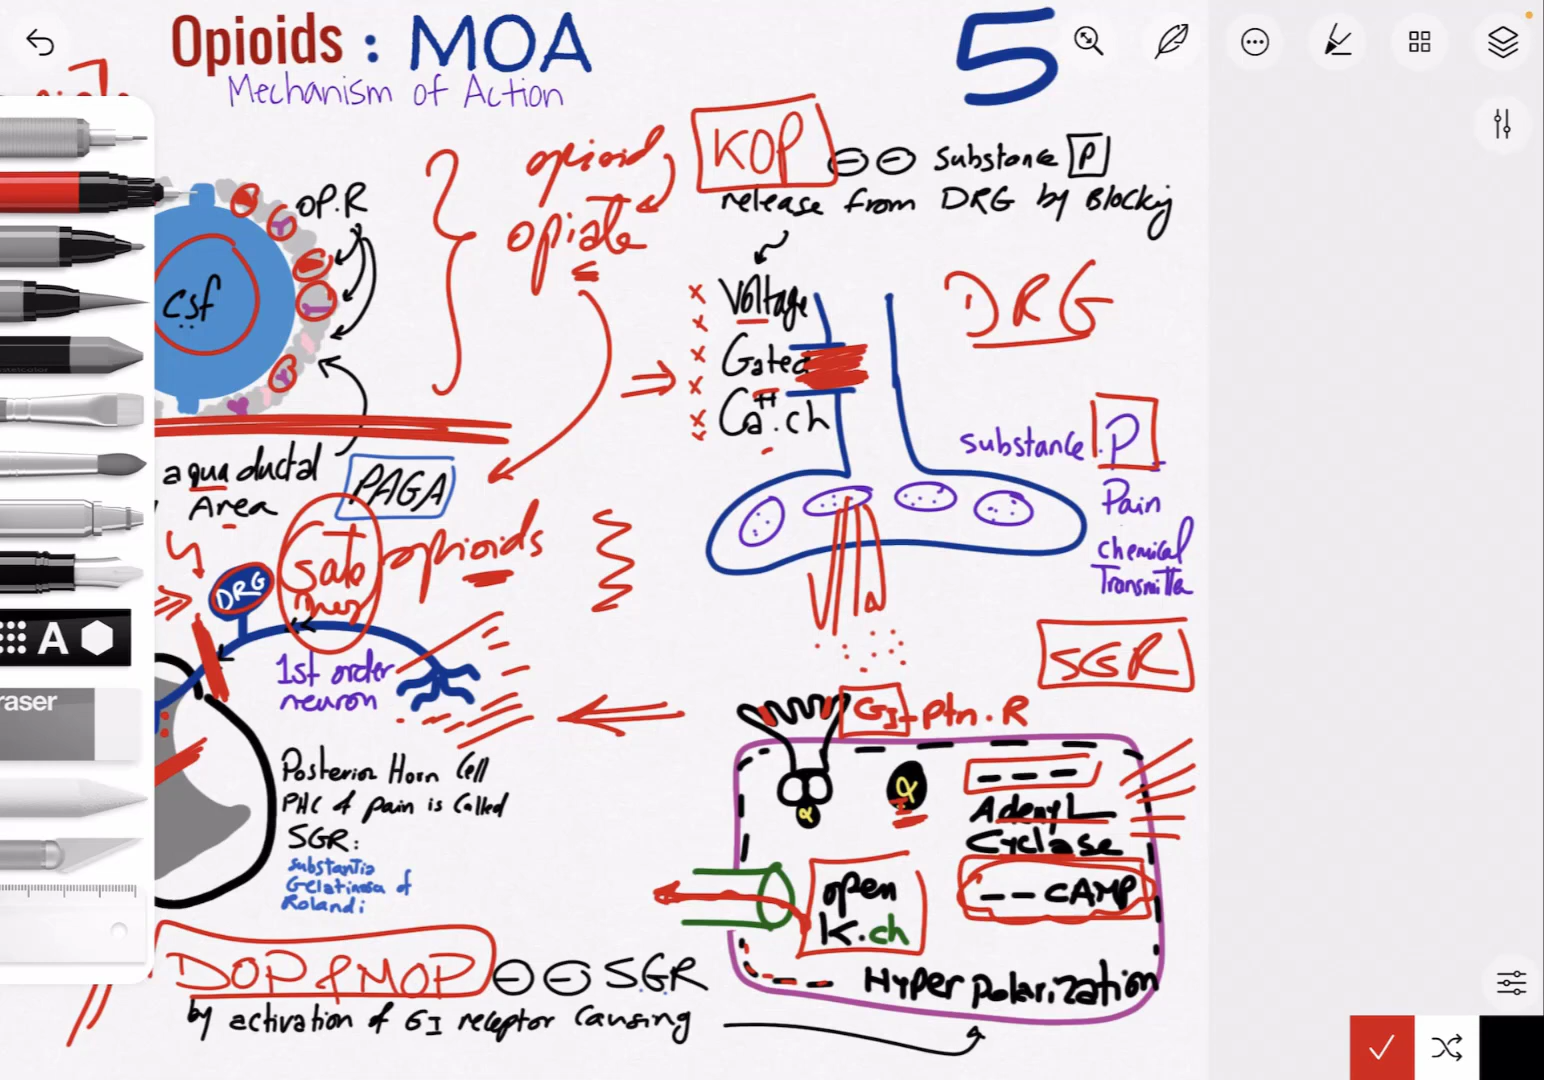 Opioids : MOA
Mechanism of Action
5
KOP
substance P
release from DRG by Blocking
opioid
opiate
OP.R
csf
Voltage
Gated
Ca++.ch
DRG
substance P
Pain
chemical
Transmitter
aquaductal
Area
PAGA
opioids
DRG
1st order
neuron
SGR
GI-Ptn.R
α
α
Adenyl
Cyclase
-- CAMP
open
K.ch
Hyperpolarization
Posterior Horn Cell
PHC of pain is called
SGR:
substantia
Gelatinosa of
Rolandi
DOP & MOP SGR
by activation of GI receptor causing
A
raser